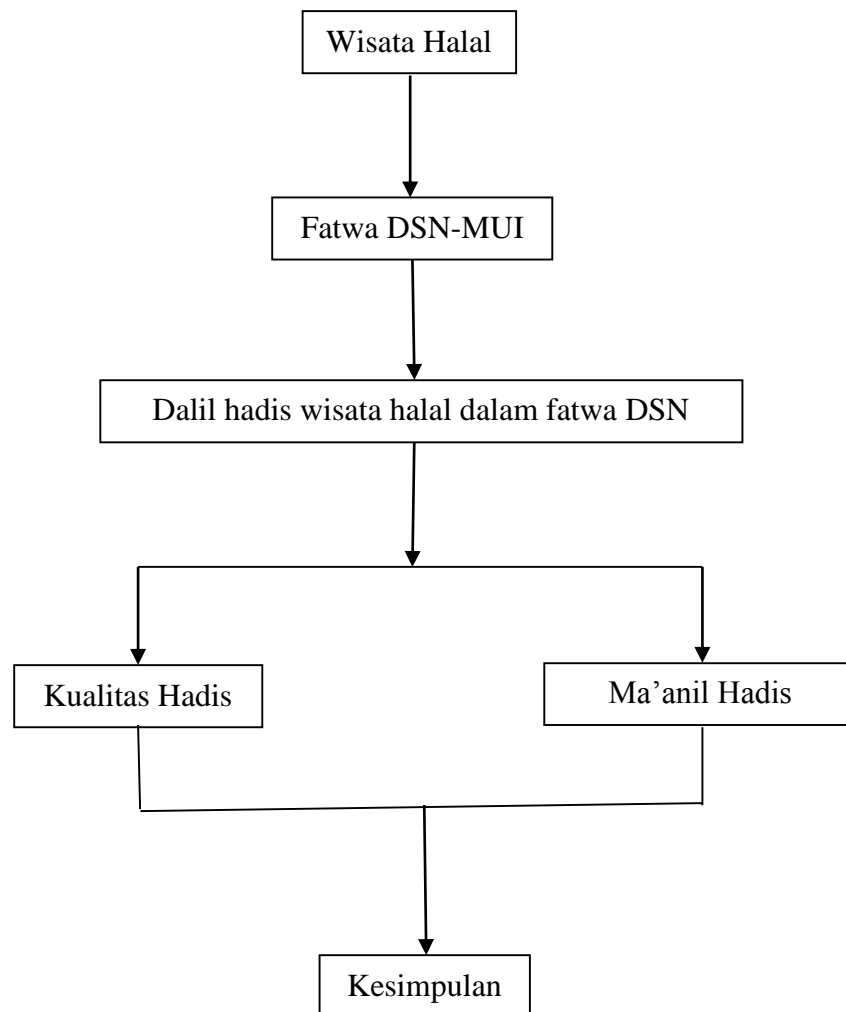 Wisata Halal
Fatwa DSN-MUI
Dalil hadis wisata halal dalam fatwa DSN
Kualitas Hadis
Ma’anil Hadis
Kesimpulan